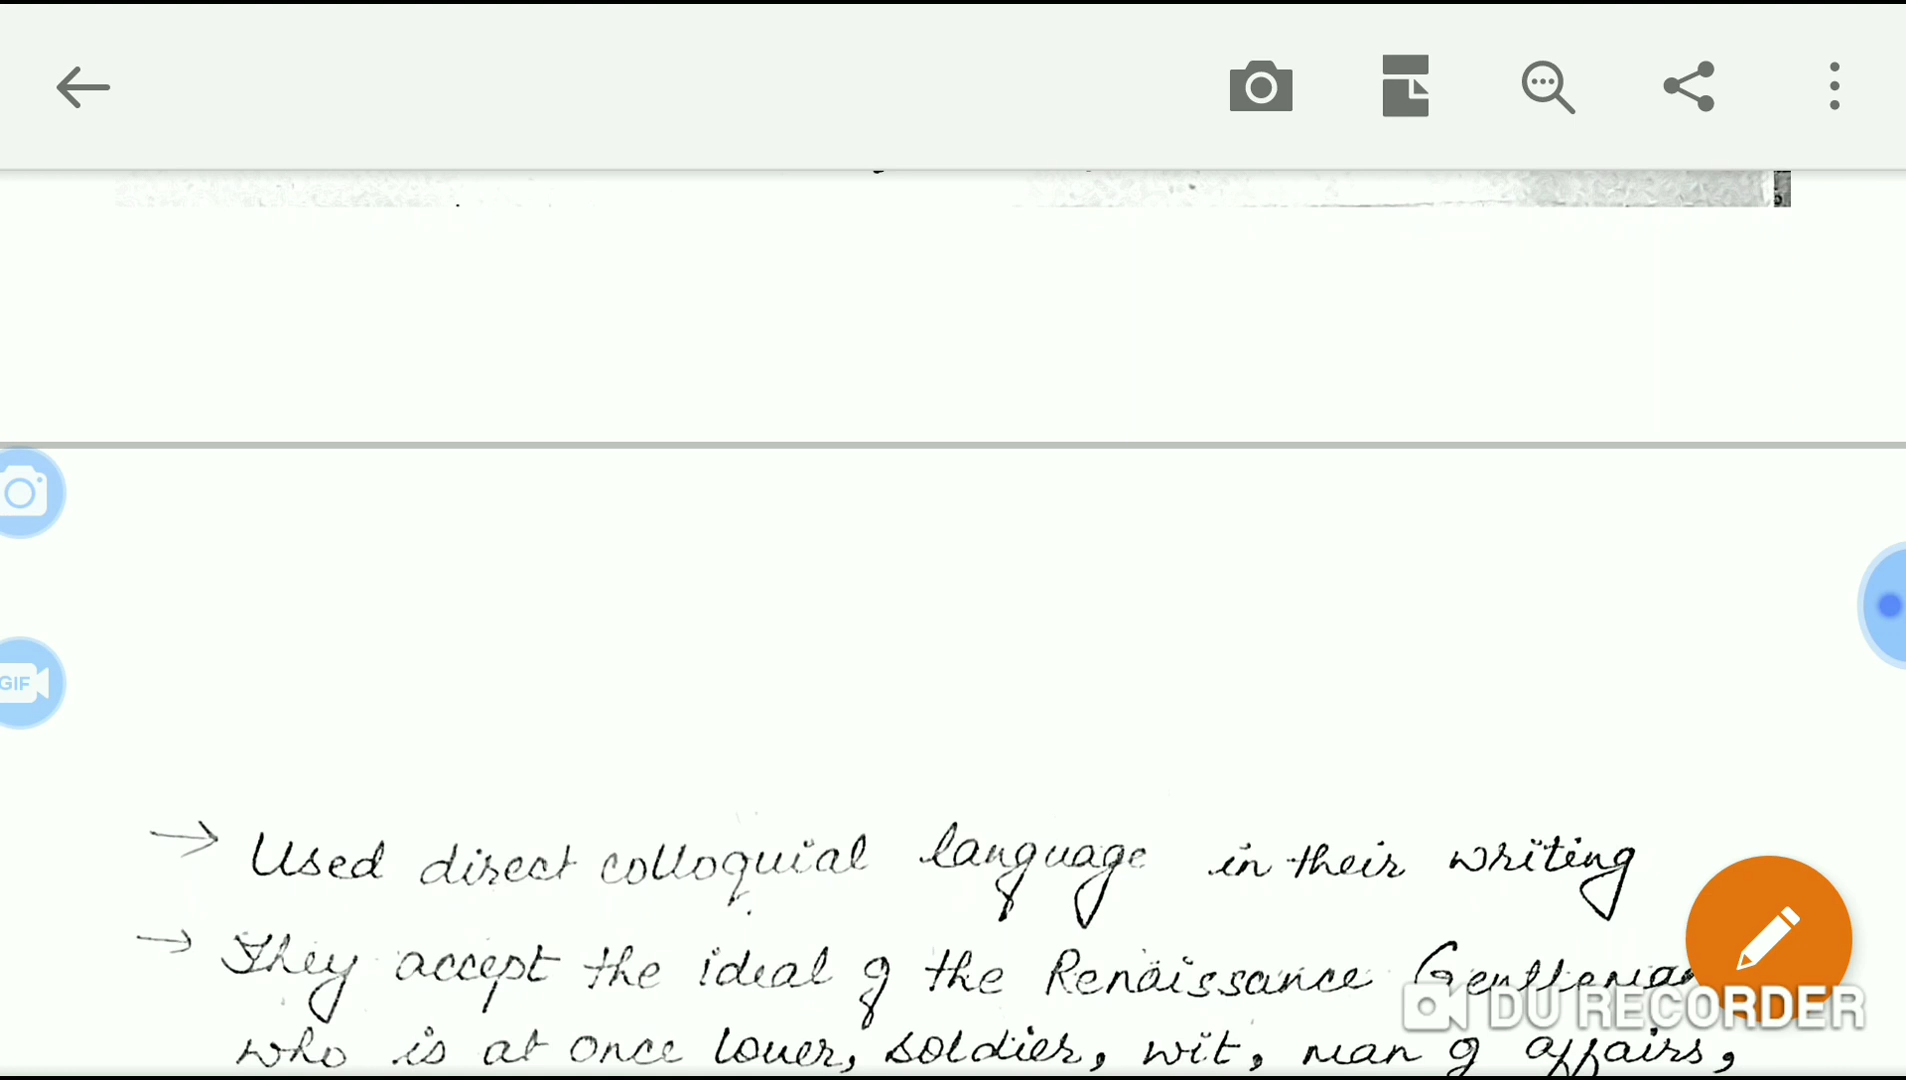 GIF
→ Used direct colloquial language in their writing
→ They accept the ideal of the Renaissance Gentleman
who is at once lover, soldier, wit, man of affairs,
DU RECORDER